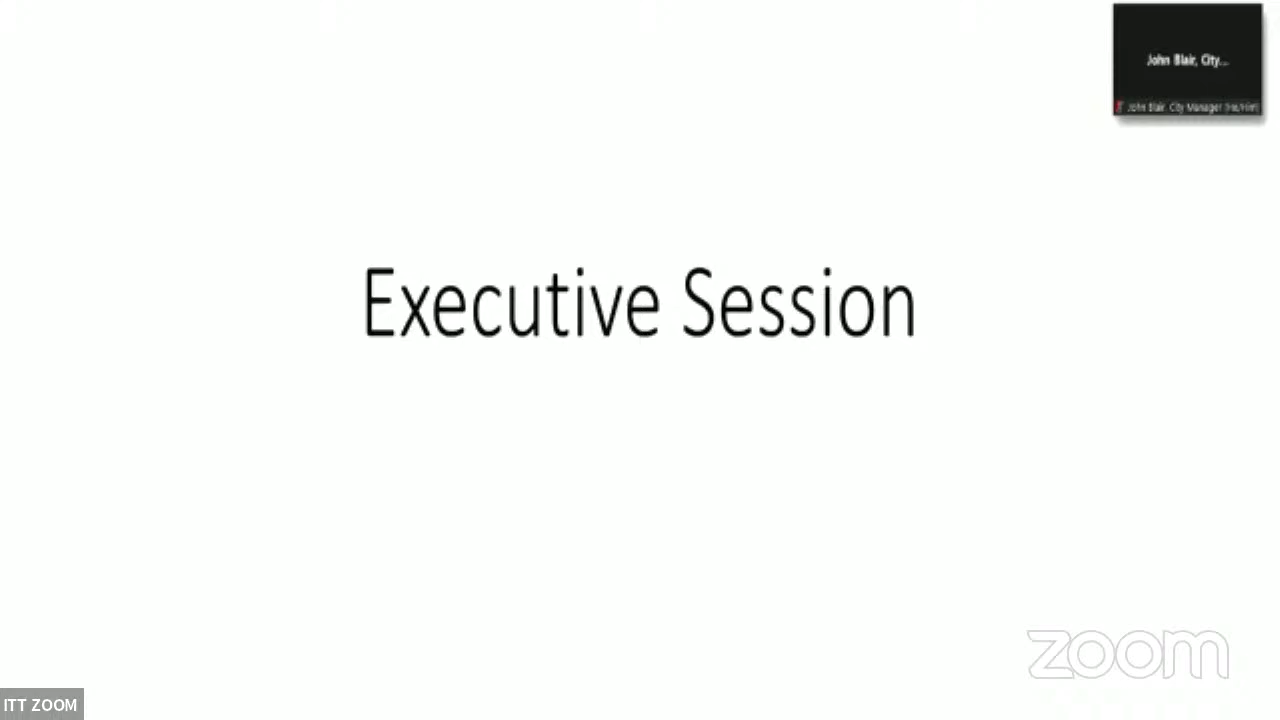 John Blair, City...
John Blair, City Manager (He/Him)
Executive Session
zoom
ITT ZOOM